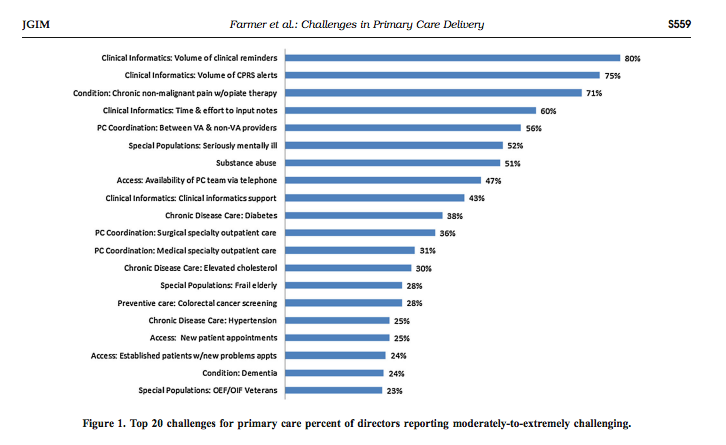 JGIM Farmer et al.: Challenges in Primary Care Delivery S559
Clinical Informatics: Volume of clinical reminders 80%
Clinical Informatics: Volume of CPRS alerts 75%
Condition: Chronic non-malignant pain w/opiate therapy 71%
Clinical Informatics: Time & effort to input notes 60%
PC Coordination: Between VA & non-VA providers 56%
Special Populations: Seriously mentally ill 52%
Substance abuse 51%
Access: Availability of PC team via telephone 47%
Clinical Informatics: Clinical informatics support 43%
Chronic Disease Care: Diabetes 38%
PC Coordination: Surgical specialty outpatient care 36%
PC Coordination: Medical specialty outpatient care 31%
Chronic Disease Care: Elevated cholesterol 30%
Special Populations: Frail elderly 28%
Preventive care: Colorectal cancer screening 28%
Chronic Disease Care: Hypertension 25%
Access: New patient appointments 25%
Access: Established patients w/new problems appts 24%
Condition: Dementia 24%
Special Populations: OEF/OIF Veterans 23%
Figure 1. Top 20 challenges for primary care percent of directors reporting moderately-to-extremely challenging.